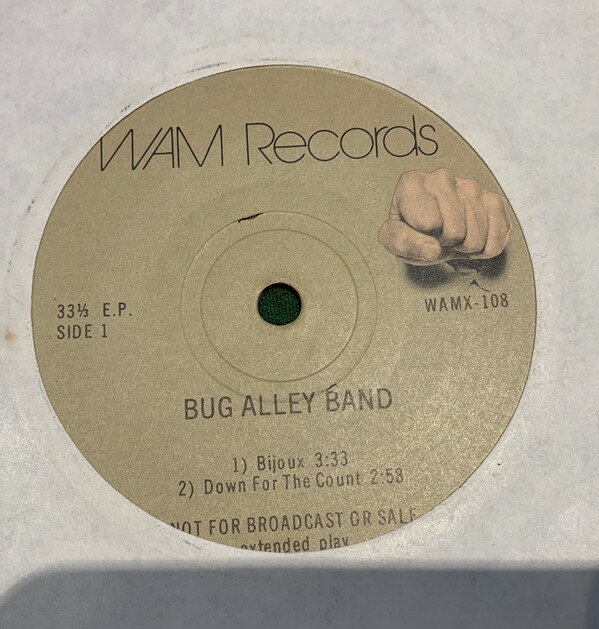 WAM Records
33⅓ E.P.
SIDE 1
WAMX-108
BUG ALLEY BAND
1) Bijoux 3:33
2) Down For The Count 2:58
NOT FOR BROADCAST OR SALE
extended play